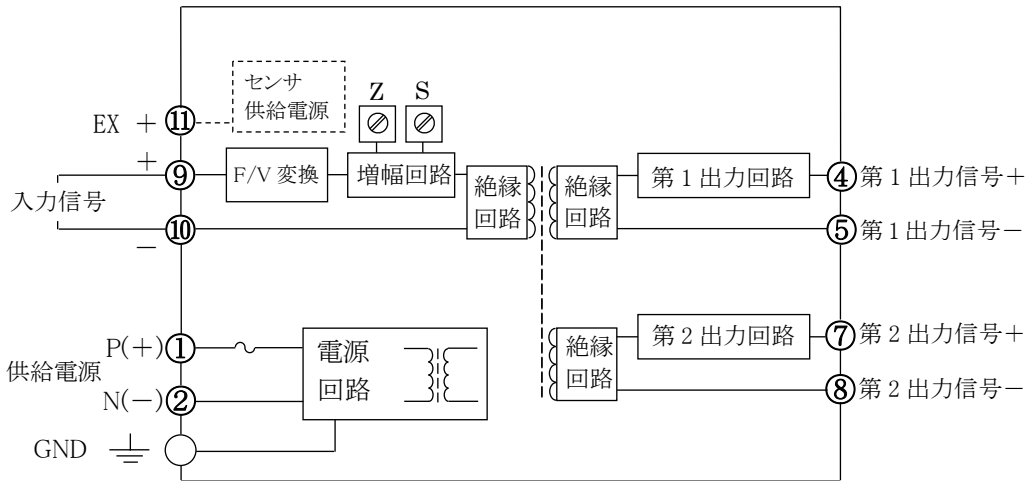 センサ
供給電源
Z S
EX + ⑪
+ ⑨ F/V 変換 増幅回路
入力信号
⑩
−
絶縁
回路
絶縁
回路
第1出力回路 ④ 第1出力信号+
⑤ 第1出力信号−
P(+) ①
供給電源
N(−) ②
GND
電源
回路
絶縁
回路
第2出力回路 ⑦ 第2出力信号+
⑧ 第2出力信号−